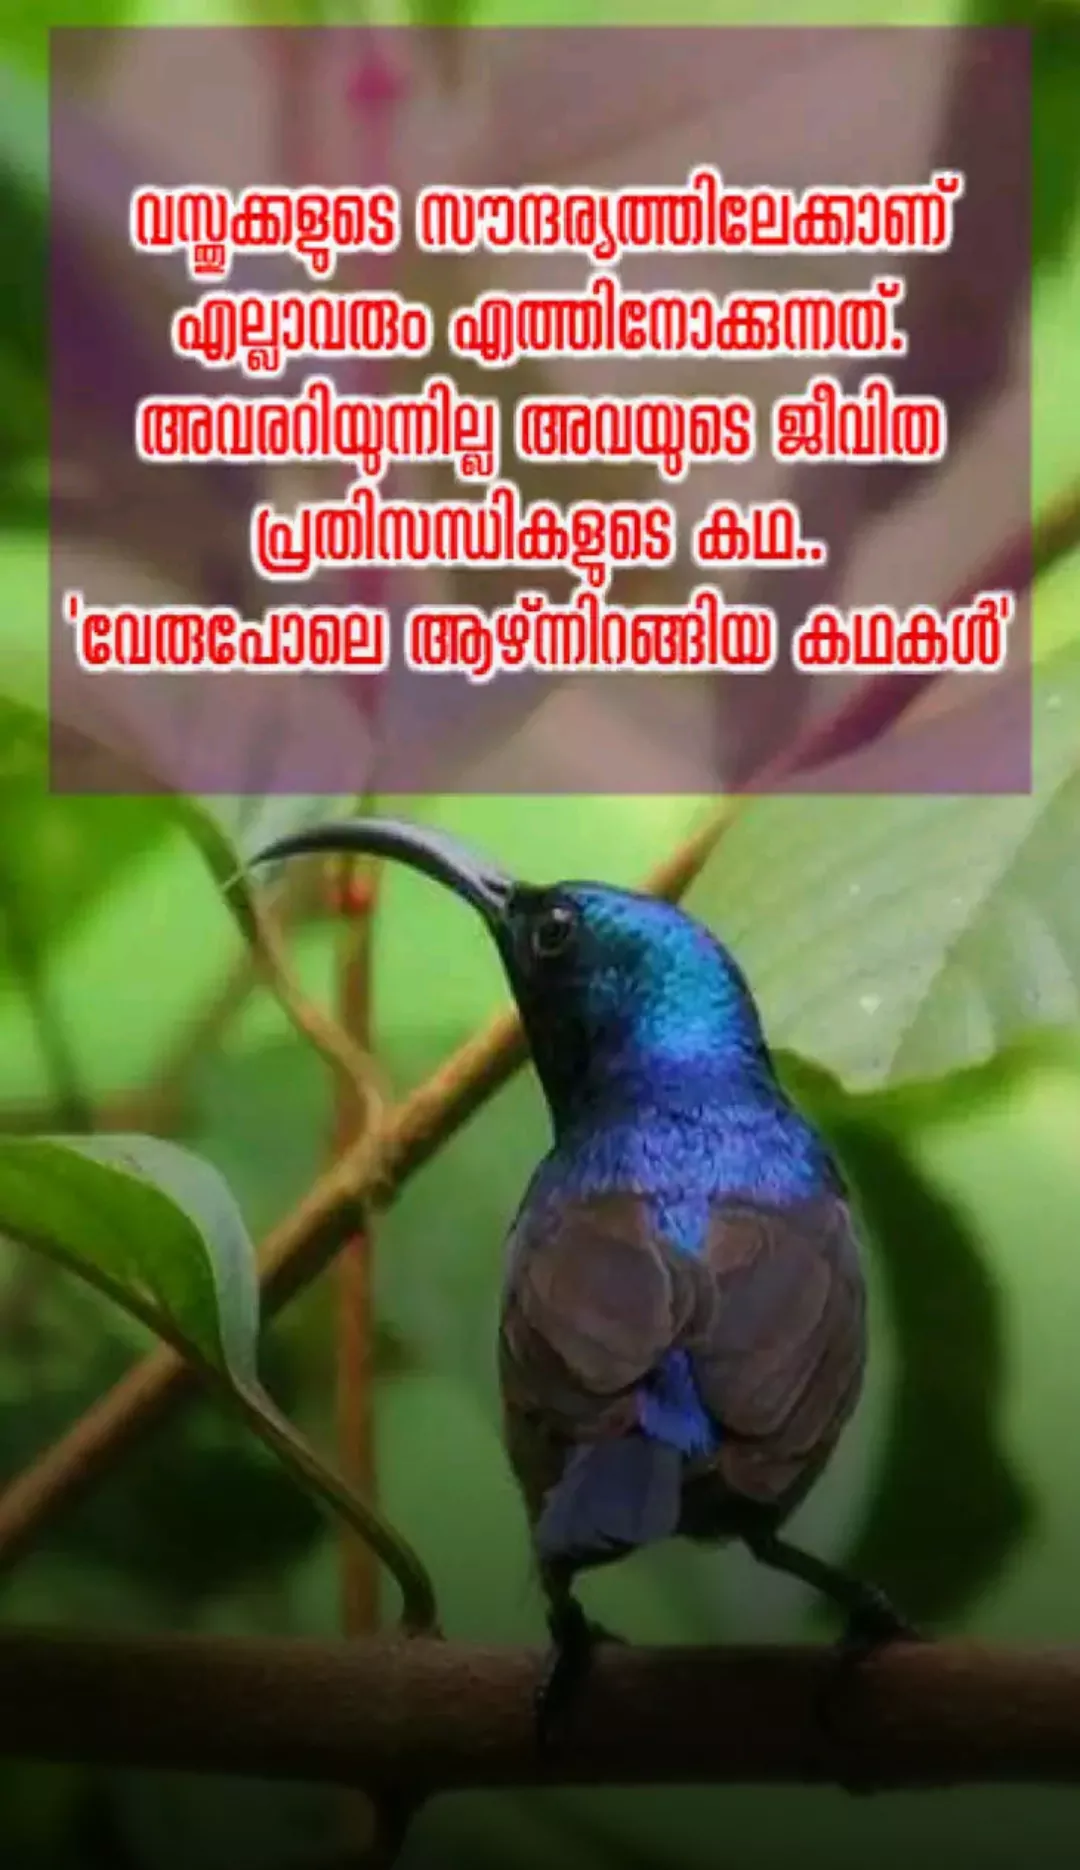 വസ്തുക്കളുടെ സൗന്ദര്യത്തിലേക്കാണ്
എല്ലാവരും എത്തിനോക്കുന്നത്.
അവരറിയുന്നില്ല അവയുടെ ജീവിത
പ്രതിസന്ധികളുടെ കഥ..
'വേരുപോലെ ആഴ്ന്നിറങ്ങിയ കഥകൾ'